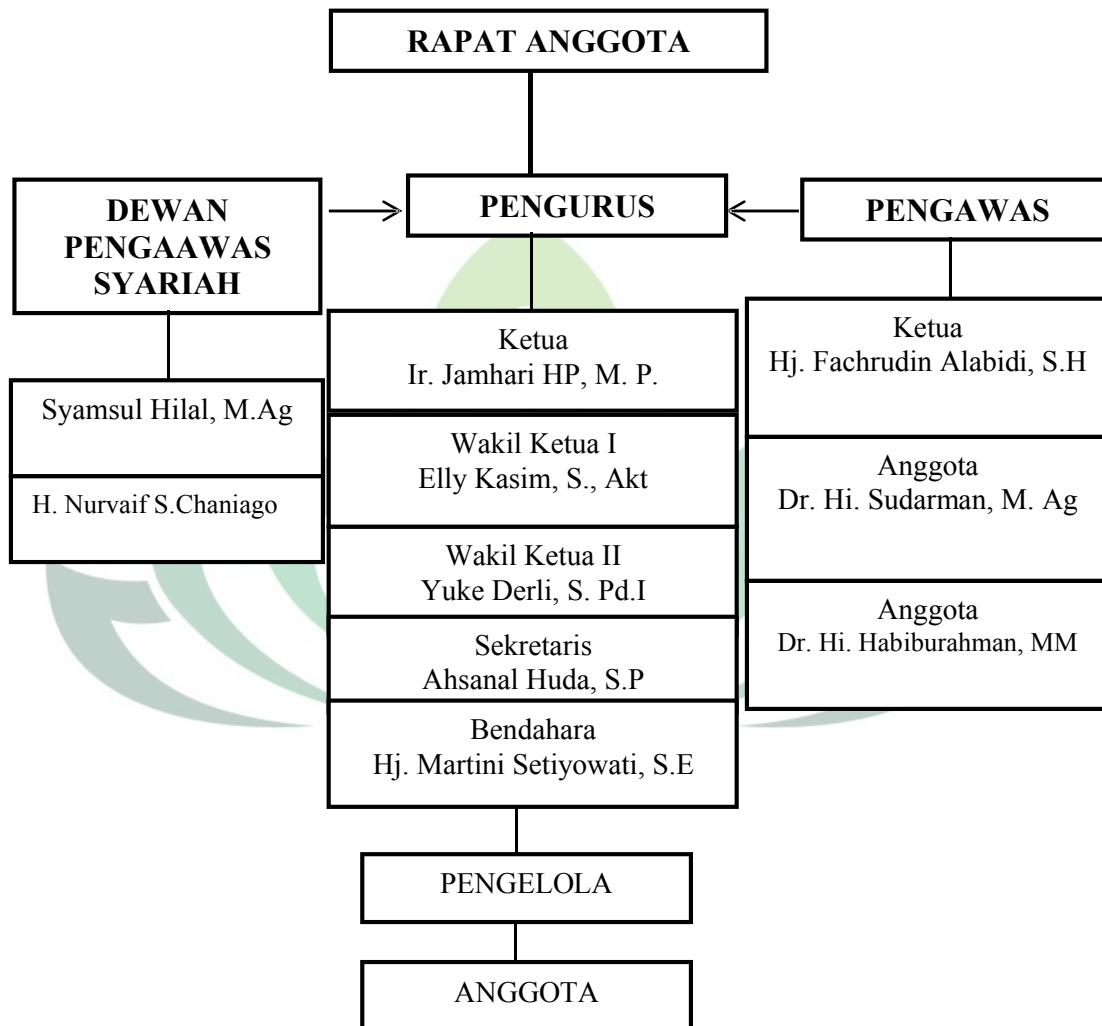 RAPAT ANGGOTA
DEWAN
PENGAAWAS
SYARIAH
PENGURUS
PENGAWAS
Syamsul Hilal, M.Ag
H. Nurvaif S.Chaniago
Ketua
Ir. Jamhari HP, M. P.
Wakil Ketua I
Elly Kasim, S., Akt
Wakil Ketua II
Yuke Derli, S. Pd.I
Sekretaris
Ahsanal Huda, S.P
Bendahara
Hj. Martini Setiyowati, S.E
Ketua
Hj. Fachrudin Alabidi, S.H
Anggota
Dr. Hi. Sudarman, M. Ag
Anggota
Dr. Hi. Habiburahman, MM
PENGELOLA
ANGGOTA